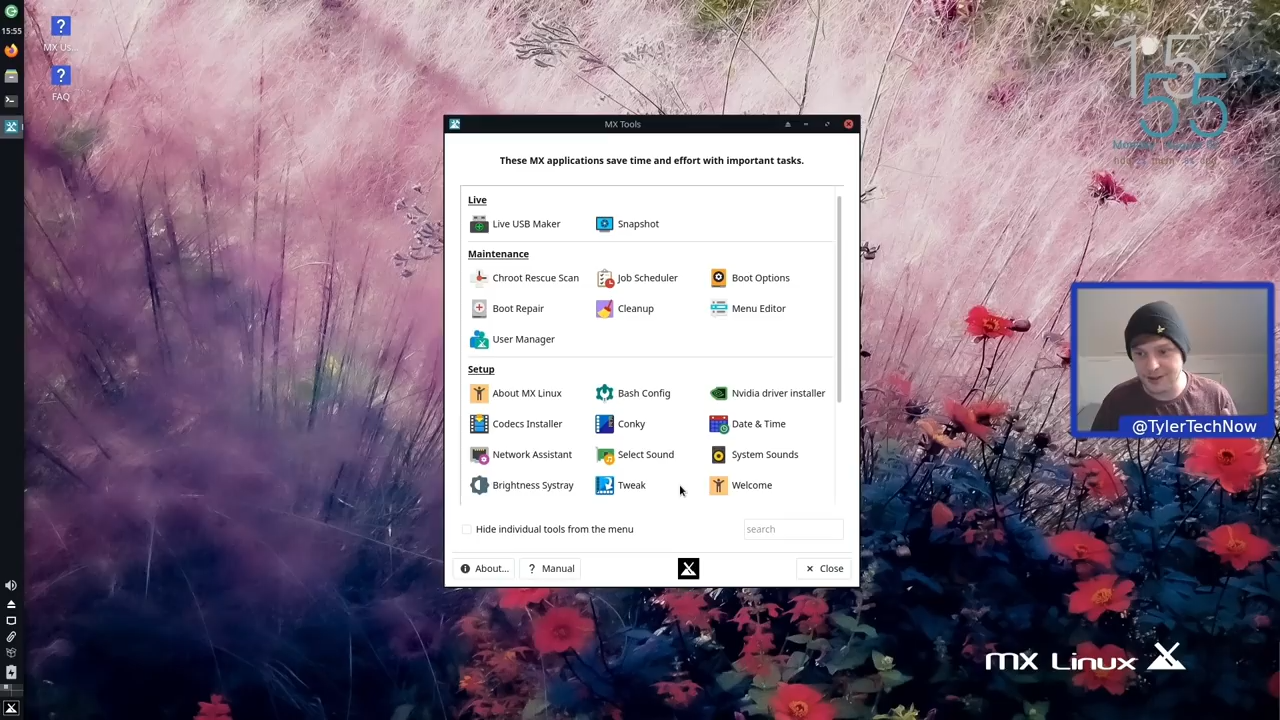 15:55
MX Us...
FAQ
15
55
MX Tools
These MX applications save time and effort with important tasks.
Live
Live USB Maker
Snapshot
Maintenance
Chroot Rescue Scan
Job Scheduler
Boot Options
Boot Repair
Cleanup
Menu Editor
User Manager
Setup
About MX Linux
Bash Config
Nvidia driver installer
Codecs Installer
Conky
Date & Time
Network Assistant
Select Sound
System Sounds
Brightness Systray
Tweak
Welcome
Hide individual tools from the menu
search
About...
? Manual
Close
@TylerTechNow
MX Linux